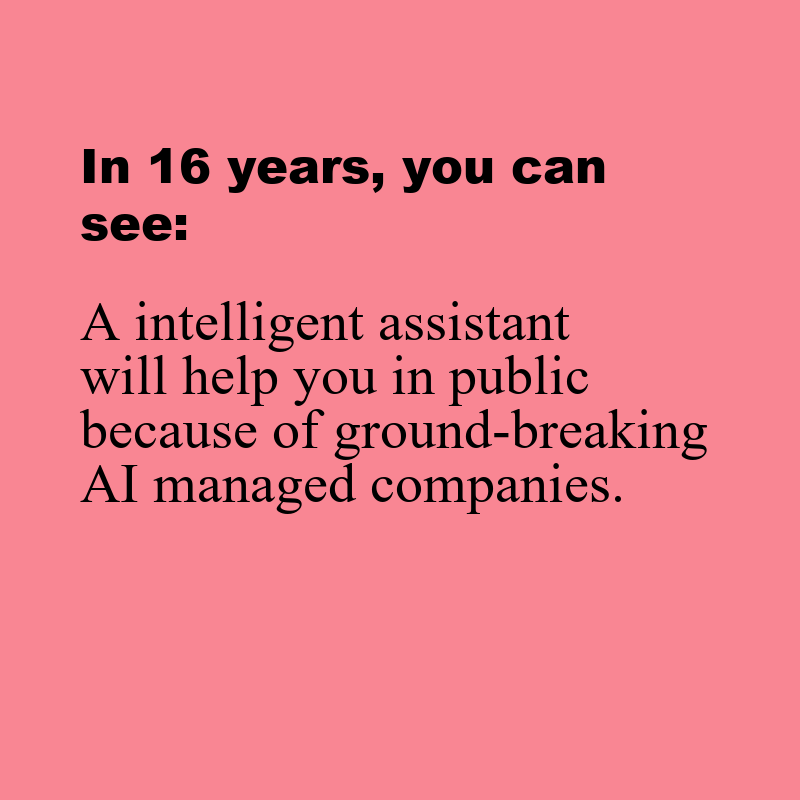 In 16 years, you can
see:
A intelligent assistant
will help you in public
because of ground-breaking
AI managed companies.